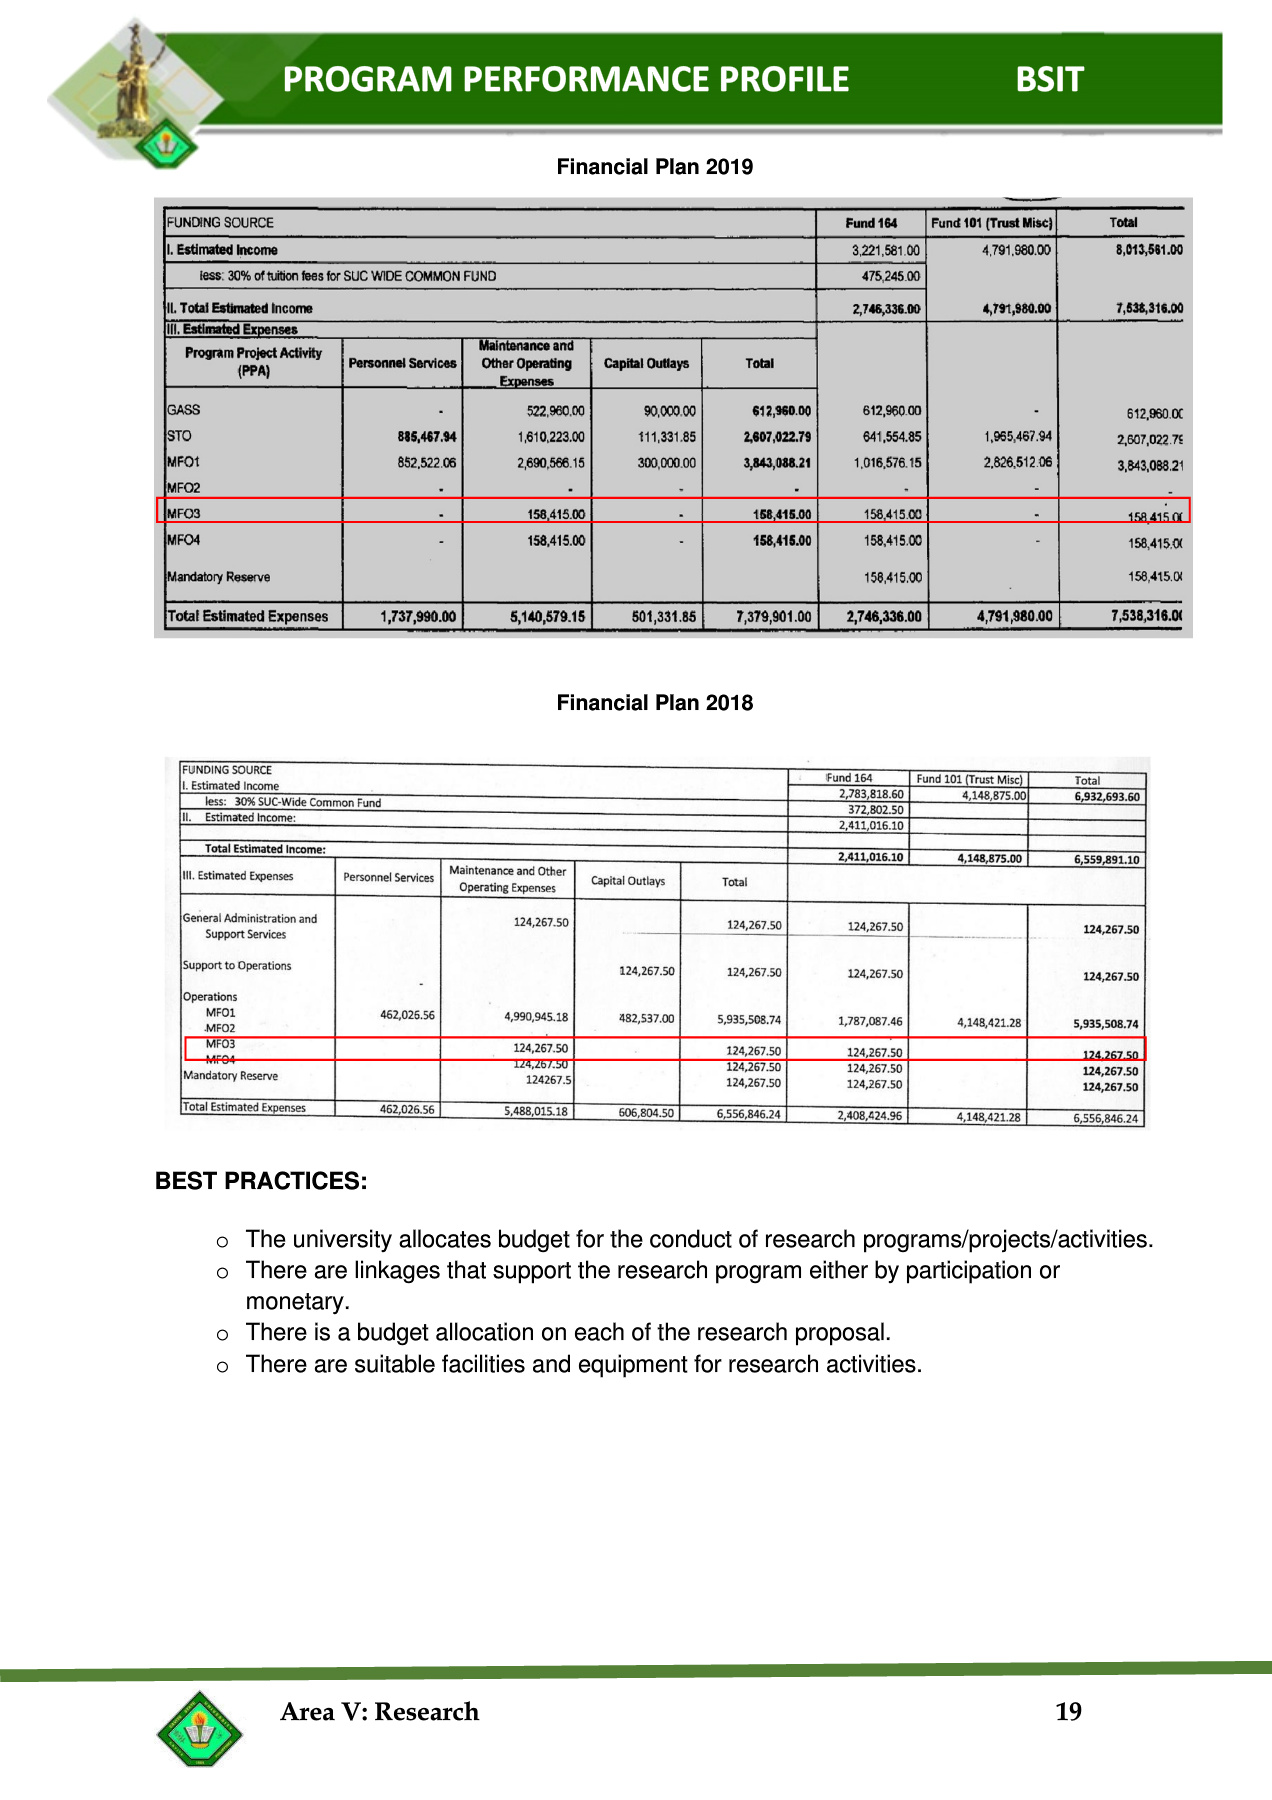 PROGRAM PERFORMANCE PROFILE BSIT
Financial Plan 2019
FUNDING SOURCE Fund 164 Fund 101 (Trust Misc) Total
I. Estimated Income 3,221,581.00 4,791,980.00 8,013,561.00
less: 30% of tuition fees for SUC WIDE COMMON FUND 475,245.00
II. Total Estimated Income 2,746,336.00 4,791,980.00 7,538,316.00
III. Estimated Expenses
Program Project Activity (PPA) Personnel Services Maintenance and Other Operating Expenses Capital Outlays Total
GASS - 522,960.00 90,000.00 612,960.00 612,960.00 - 612,960.00
STO 885,467.94 1,610,223.00 111,331.85 2,607,022.79 641,554.85 1,965,467.94 2,607,022.79
MFO1 852,522.06 2,690,566.15 300,000.00 3,843,088.21 1,016,576.15 2,826,512.06 3,843,088.21
MFO2 - - - - - - -
MFO3 - 158,415.00 - 158,415.00 158,415.00 - 158,415.00
MFO4 - 158,415.00 - 158,415.00 158,415.00 - 158,415.0(
Mandatory Reserve 158,415.00 158,415.0(
Total Estimated Expenses 1,737,990.00 5,140,579.15 501,331.85 7,379,901.00 2,746,336.00 4,791,980.00 7,538,316.0(
Financial Plan 2018
FUNDING SOURCE Fund 164 Fund 101 (Trust Misc) Total
I. Estimated Income 2,783,818.60 4,148,875.00 6,932,693.60
less: 30% SUC-Wide Common Fund 372,802.50
II. Estimated Income: 2,411,016.10
Total Estimated Income: 2,411,016.10 4,148,875.00 6,559,891.10
III. Estimated Expenses Personnel Services Maintenance and Other Operating Expenses Capital Outlays Total
General Administration and
Support Services 124,267.50 124,267.50 124,267.50 124,267.50
Support to Operations 124,267.50 124,267.50 124,267.50 124,267.50
Operations -
MFO1 462,026.56 4,990,945.18 482,537.00 5,935,508.74 1,787,087.46 4,148,421.28 5,935,508.74
MFO2
MFO3 124,267.50 124,267.50 124,267.50 124,267.50
MFO4 124,267.50 124,267.50 124,267.50 124,267.50
Mandatory Reserve 124267.5 124,267.50 124,267.50 124,267.50
Total Estimated Expenses 462,026.56 5,488,015.18 606,804.50 6,556,846.24 2,408,424.96 4,148,421.28 6,556,846.24
BEST PRACTICES:
o The university allocates budget for the conduct of research programs/projects/activities.
o There are linkages that support the research program either by participation or
monetary.
o There is a budget allocation on each of the research proposal.
o There are suitable facilities and equipment for research activities.
Area V: Research 19